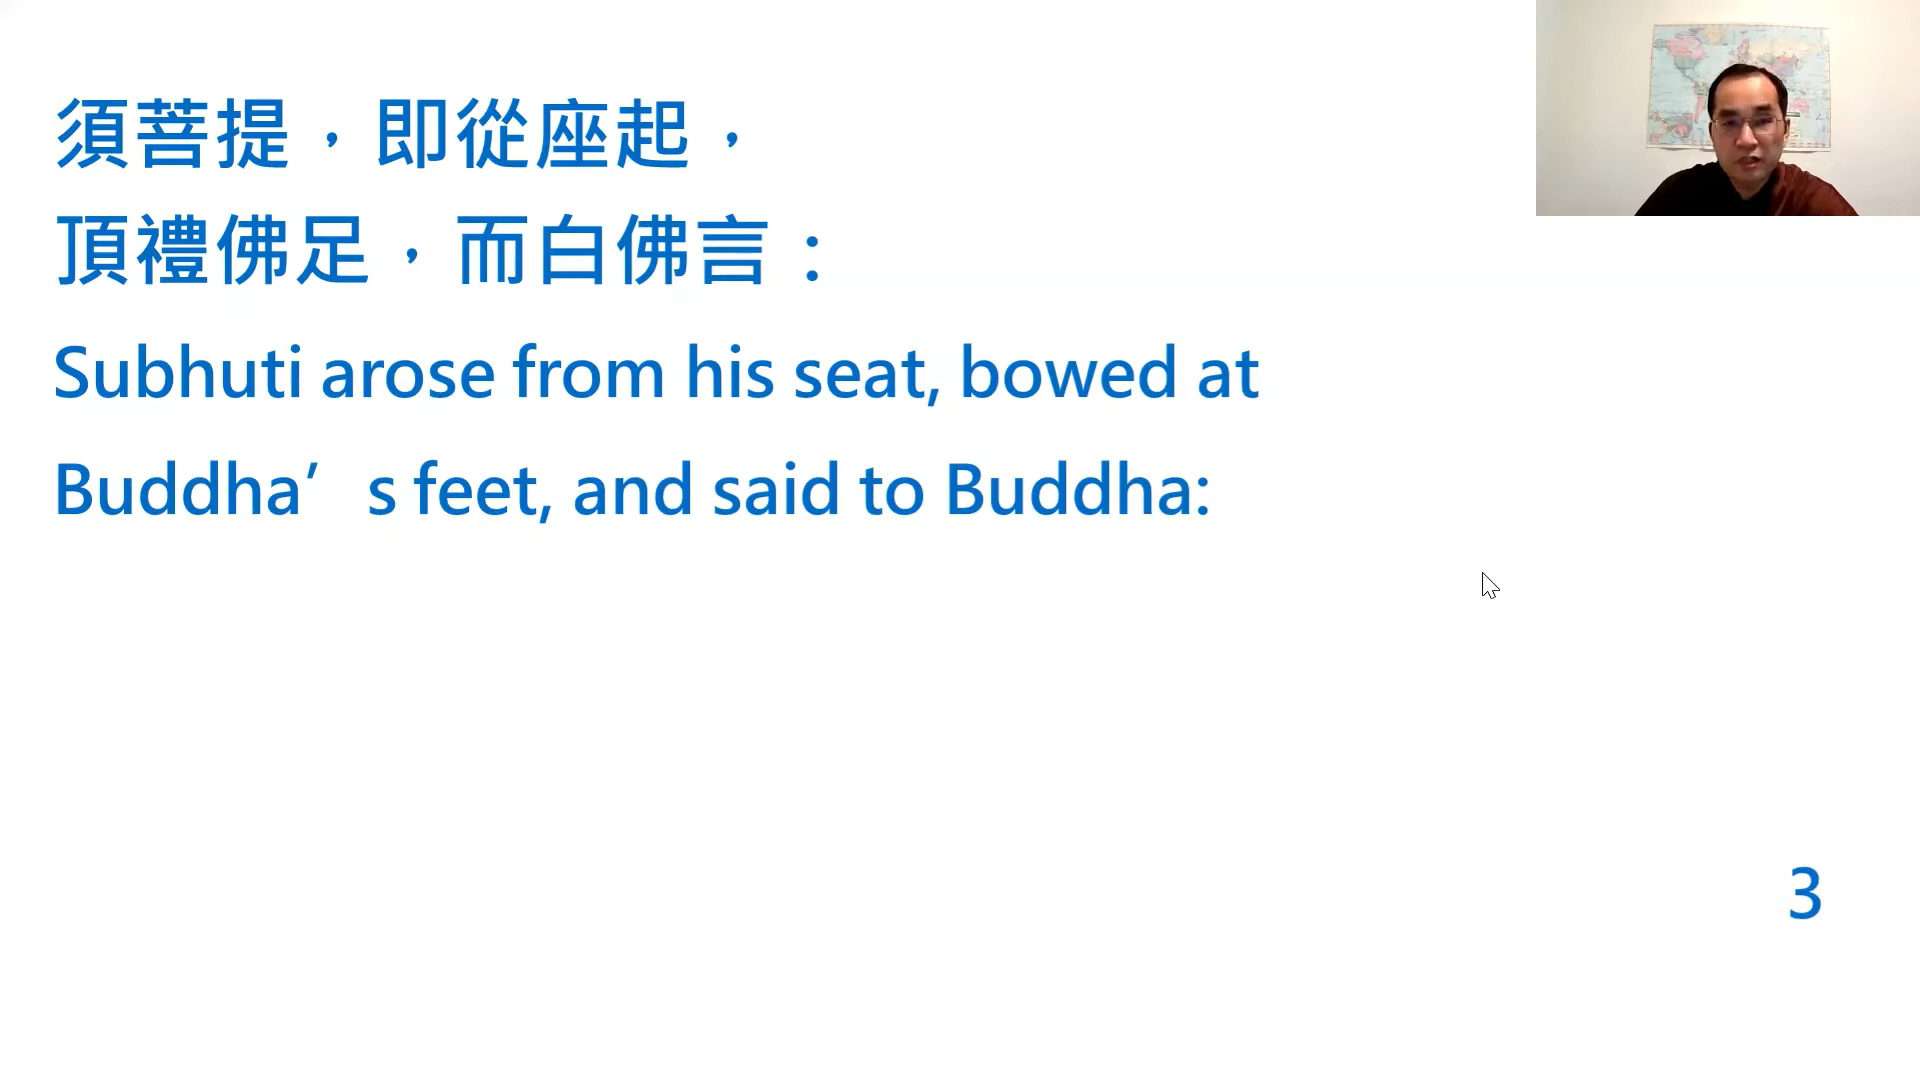 須菩提，即從座起，
頂禮佛足，而白佛言：
Subhuti arose from his seat, bowed at
Buddha’s feet, and said to Buddha:
3